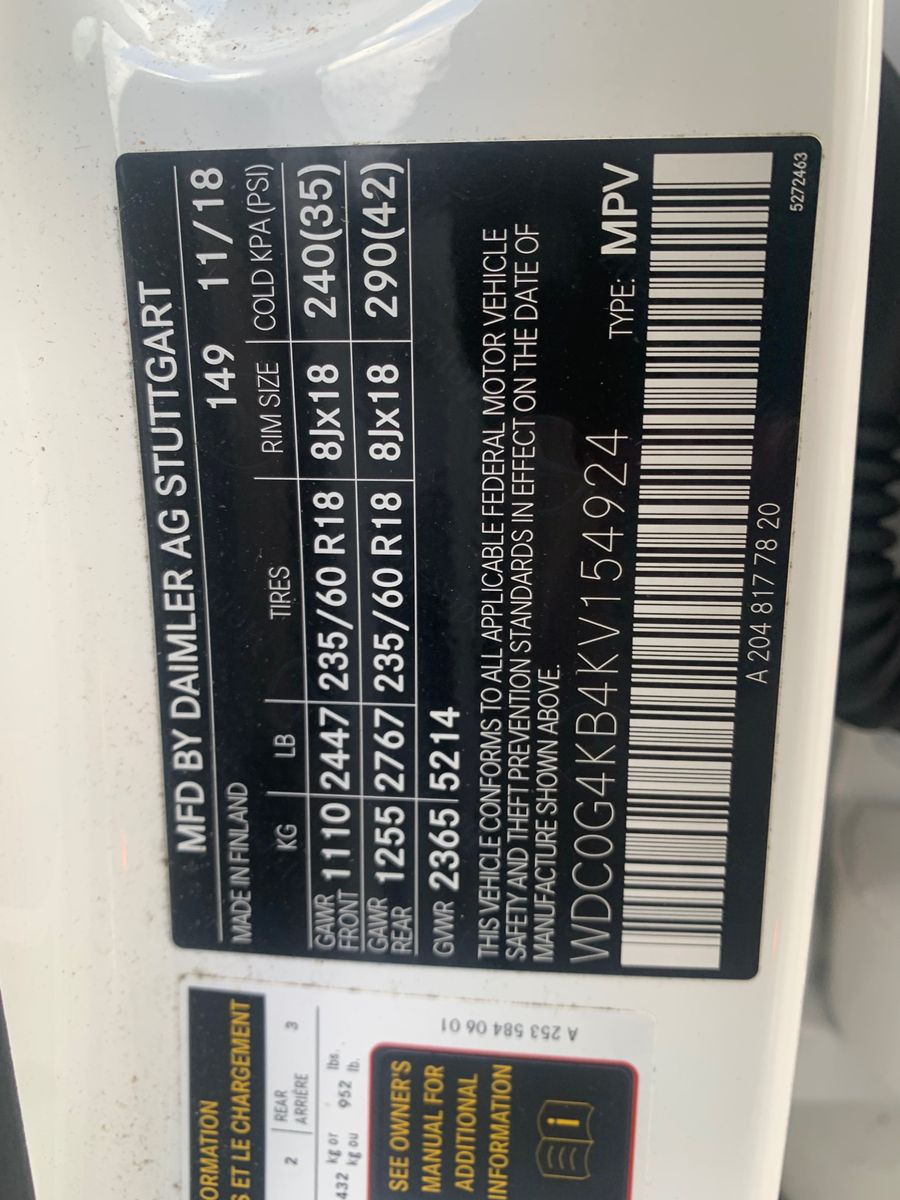 MFD BY DAIMLER AG STUTTGART
MADE IN FINLAND 149 11/18
KG LB TIRES RIM SIZE COLD KPA (PSI)
GAWR FRONT 1110 2447 235/60 R18 8Jx18 240(35)
GAWR REAR 1255 2767 235/60 R18 8Jx18 290(42)
GVWR 2365 5214
THIS VEHICLE CONFORMS TO ALL APPLICABLE FEDERAL MOTOR VEHICLE
SAFETY AND THEFT PREVENTION STANDARDS IN EFFECT ON THE DATE OF
MANUFACTURE SHOWN ABOVE.
WDC0G4KB4KV154924 TYPE: MPV
A 204 817 78 20
5272463
ORMATION
S ET LE CHARGEMENT
2 REAR ARRIÈRE 3
432 kg or 952 lbs.
kg ou lb.
SEE OWNER'S
MANUAL FOR
ADDITIONAL
INFORMATION
A 253 584 06 01